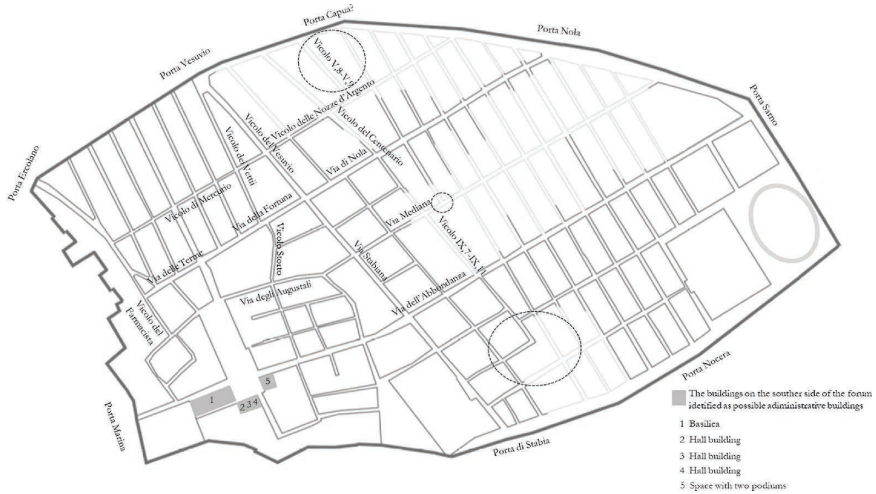 Porta Capua?
Porta Nola
Porta Vesuvio
Vicolo V,8-V,9
Porta Sarno
Vicolo delle Nozze d'Argento
Vicolo del Centenario
Vicolo del Vesuvio
Vicolo dei Vettii
Via di Nola
Porta Ercolano
Vicolo di Mercurio
Via della Fortuna
Via Mediana
Vicolo IX,7-IX,11
Vicolo Storto
Via Stabiana
Via delle Terme
Via degli Augustali
Via dell'Abbondanza
Vicolo del
Farmacista
Porta Nocera
Porta Marina
Porta di Stabia
1
2
3
4
5
The buildings on the souther side of the forum
idetified as possible adiministrative buildings
1 Basilica
2 Hall building
3 Hall building
4 Hall building
5 Space with two podiums